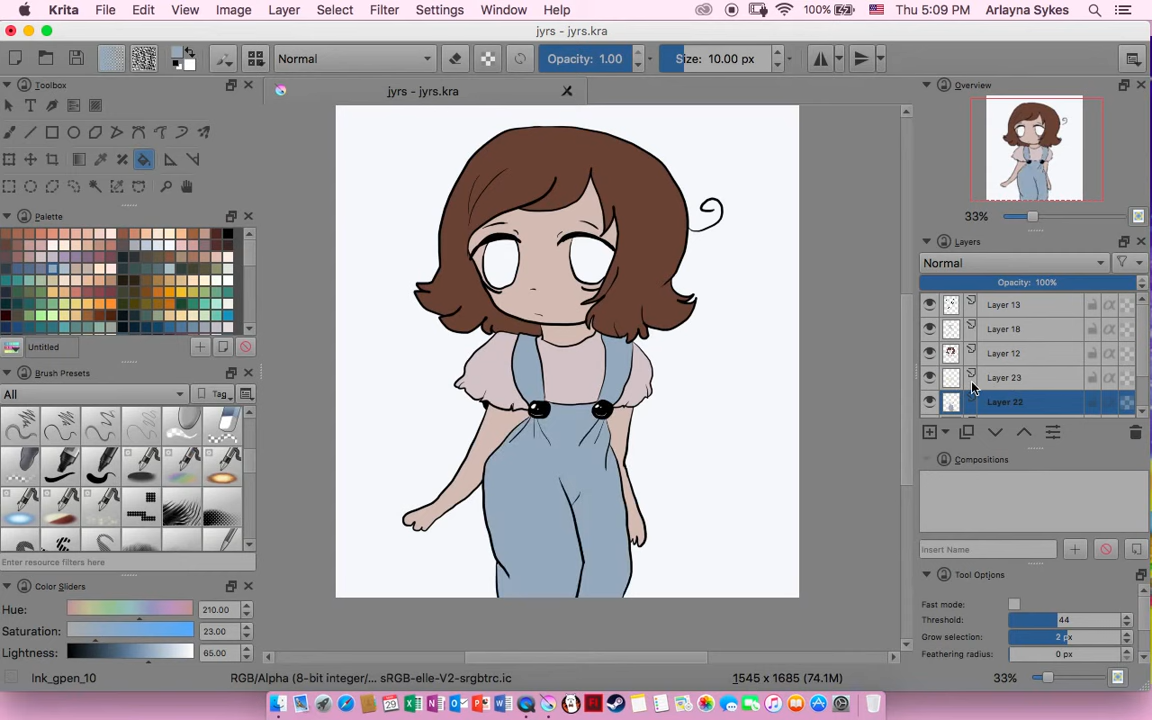 Krita File Edit View Image Layer Select Filter Settings Window Help 100% Thu 5:09 PM Arlayna Sykes
jyrs - jyrs.kra
Normal Opacity: 1.00 Size: 10.00 px
Toolbox jyrs - jyrs.kra Overview
33%
Palette
Layers
Normal
Opacity: 100%
Layer 13
Layer 18
Untitled
Layer 12
Brush Presets
Layer 23
All Tag
Layer 22
Compositions
Insert Name
Enter resource filters here
Tool Options
Color Sliders
Fast mode:
Hue: 210.00
Threshold: 44
Saturation: 23.00
Grow selection: 2 px
Lightness: 65.00
Feathering radius: 0 px
Ink_gpen_10 RGB/Alpha (8-bit integer/... sRGB-elle-V2-srgbtrc.ic 1545 x 1685 (74.1M) 33%